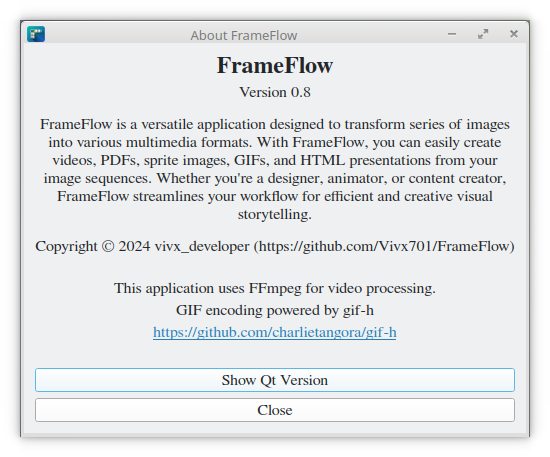 About FrameFlow
FrameFlow
Version 0.8
FrameFlow is a versatile application designed to transform series of images
into various multimedia formats. With FrameFlow, you can easily create
videos, PDFs, sprite images, GIFs, and HTML presentations from your
image sequences. Whether you're a designer, animator, or content creator,
FrameFlow streamlines your workflow for efficient and creative visual
storytelling.
Copyright © 2024 vivx_developer (https://github.com/Vivx701/FrameFlow)
This application uses FFmpeg for video processing.
GIF encoding powered by gif-h
https://github.com/charlietangora/gif-h
Show Qt Version
Close